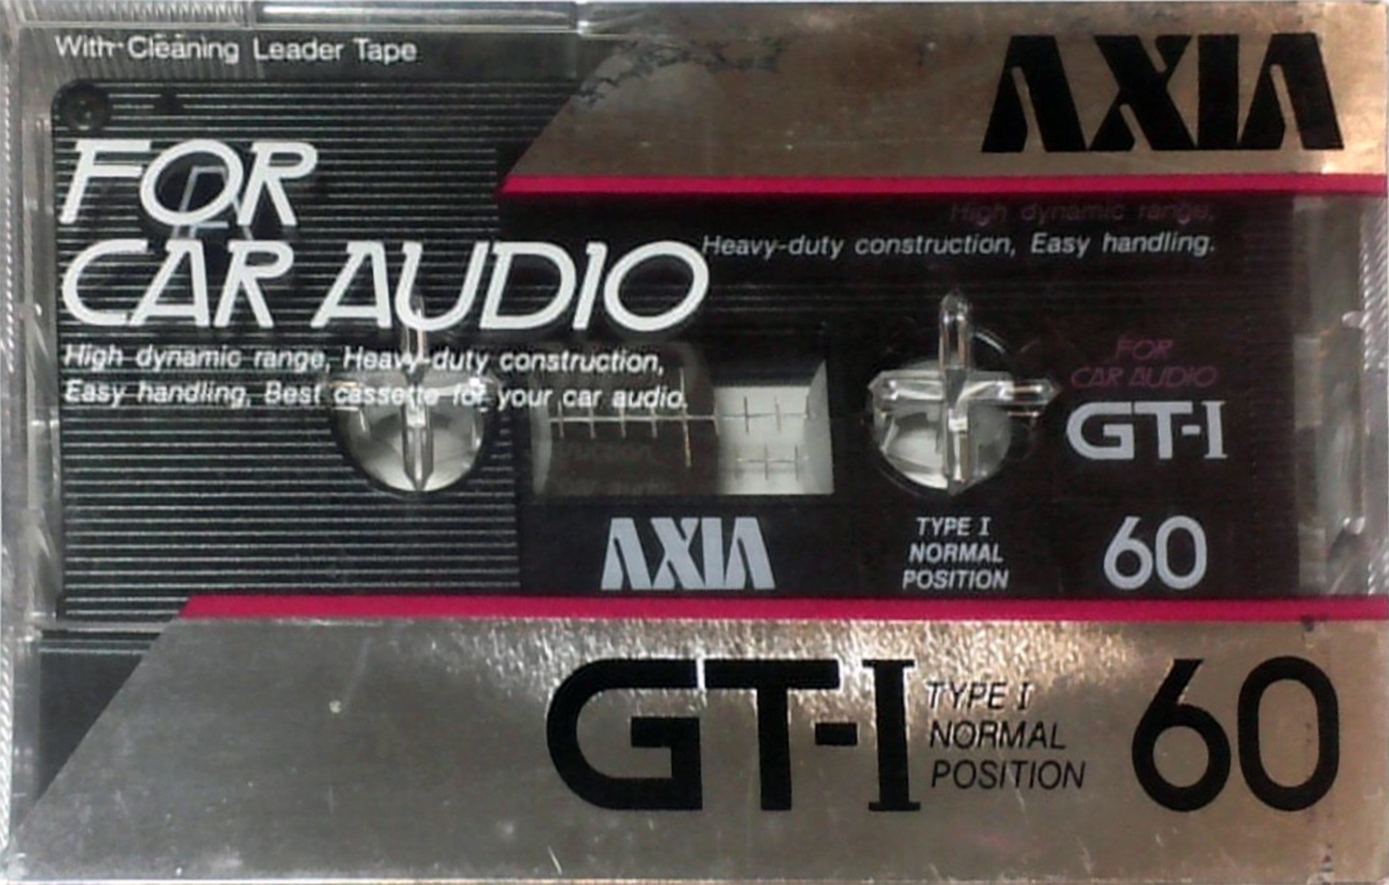 With Cleaning Leader Tape
AXIA
FOR
CAR AUDIO
High dynamic range, Heavy-duty construction,
Easy handling, Best cassette for your car audio.
High dynamic range,
Heavy-duty construction, Easy handling.
FOR
CAR AUDIO
GT-I
AXIA
TYPE I
NORMAL
POSITION
60
GT-I
TYPE I
NORMAL
POSITION
60